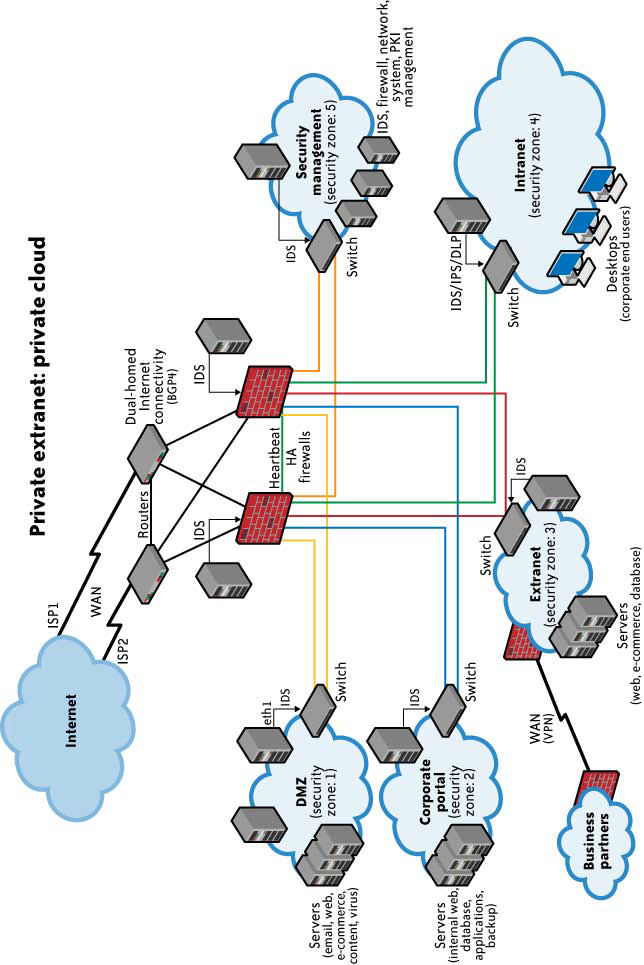 Private extranet: private cloud
Internet
ISP1
WAN
ISP2
Routers
Dual-homed
Internet
connectivity
(BGP4)
IDS
IDS
Heartbeat
HA
firewalls
eth1
IDS
Switch
DMZ
(security
zone: 1)
Servers
(email, web,
e-commerce,
content, virus)
IDS
Switch
Corporate
portal
(security
zone: 2)
Servers
(internal web,
database,
applications,
backup)
IDS
Switch
Security
management
(security zone: 5)
IDS, firewall, network,
system, PKI
management
IDS/IPS/DLP
Switch
Intranet
(security zone: 4)
Desktops
(corporate end users)
IDS
Switch
Extranet
(security zone: 3)
Servers
(web, e-commerce, database)
WAN
(VPN)
Business
partners